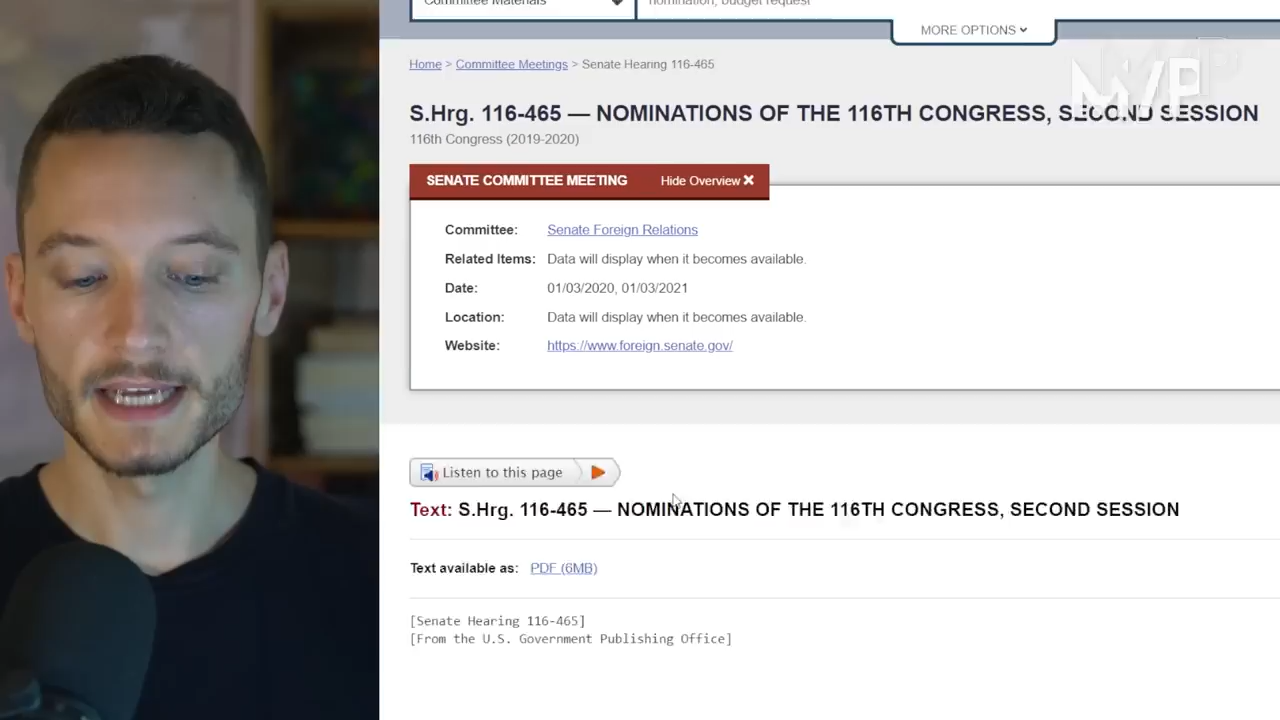 Committee Materials
nomination, budget request
MORE OPTIONS
MVP
Home > Committee Meetings > Senate Hearing 116-465
S.Hrg. 116-465 — NOMINATIONS OF THE 116TH CONGRESS, SECOND SESSION
116th Congress (2019-2020)
SENATE COMMITTEE MEETING Hide Overview ✖
Committee: Senate Foreign Relations
Related Items: Data will display when it becomes available.
Date: 01/03/2020, 01/03/2021
Location: Data will display when it becomes available.
Website: https://www.foreign.senate.gov/
Listen to this page
Text: S.Hrg. 116-465 — NOMINATIONS OF THE 116TH CONGRESS, SECOND SESSION
Text available as: PDF (6MB)
[Senate Hearing 116-465]
[From the U.S. Government Publishing Office]